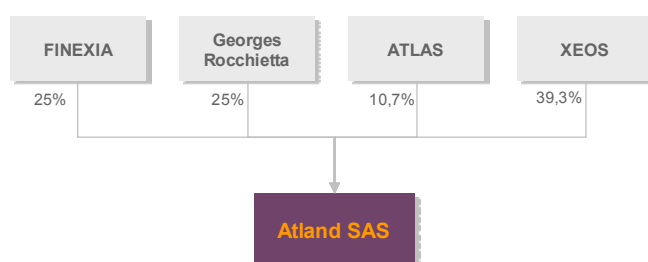 FINEXIA
Georges
Rocchietta
ATLAS
XEOS
25%
25%
10,7%
39,3%
Atland SAS